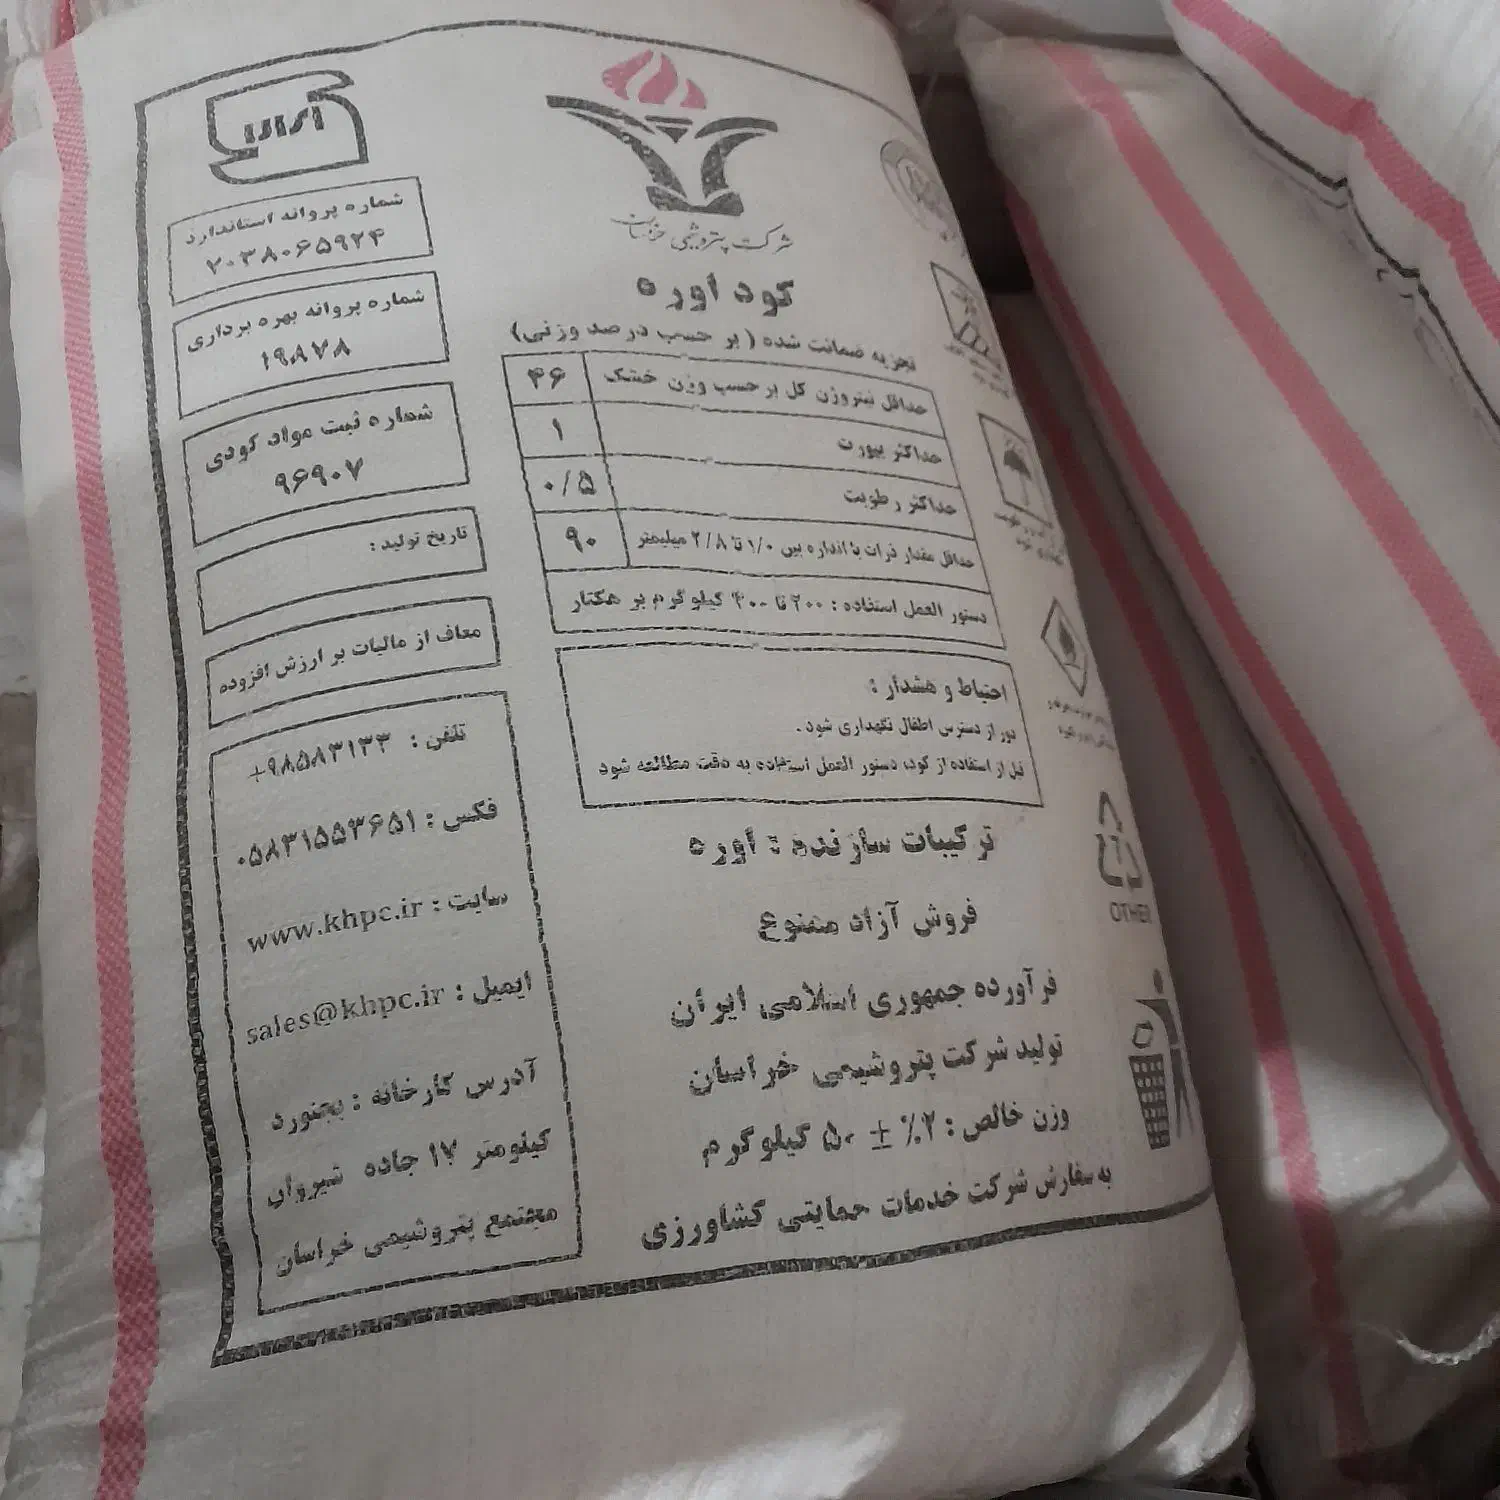 شرکت پتروشیمی خراسان
کود اوره
تجزیه ضمانت شده ( بر حسب درصد وزنی)
حداقل نیتروژن کل بر حسب وزن خشک ۴۶
حداکثر بیورت ۱
حداکثر رطوبت ۰/۵
حداقل مقدار ذرات با اندازه بین ۱/۰ تا ۲/۸ میلیمتر ۹۰
دستور العمل استفاده : ۲۰۰ تا ۴۰۰ کیلو گرم بر هکتار
احتیاط و هشدار :
دور از دسترس اطفال نگهداری شود .
قبل از استفاده از کود، دستور العمل استفاده به دقت مطالعه شود
ترکیبات سازنده : اوره
فروش آزاد ممنوع
فرآورده جمهوری اسلامی ایران
تولید شرکت پتروشیمی خراسان
وزن خالص : ۲٪ ± ۵۰ کیلوگرم
به سفارش شرکت خدمات حمایتی کشاورزی
شماره پروانه استاندارد
۲۰۳۸۰۶۵۹۲۴
شماره پروانه بهره برداری
۱۹۸۷۸
شماره ثبت مواد کودی
۹۶۹۰۷
تاریخ تولید :
معاف از مالیات بر ارزش افزوده
تلفن : ۹۸۵۸۳۱۳۳+
فکس : ۰۵۸۳۱۵۵۳۶۵۱
سایت : www.khpc.ir
ایمیل : sales@khpc.ir
آدرس کارخانه : بجنورد
کیلومتر ۱۷ جاده شیروان
مجتمع پتروشیمی خراسان
OTHER